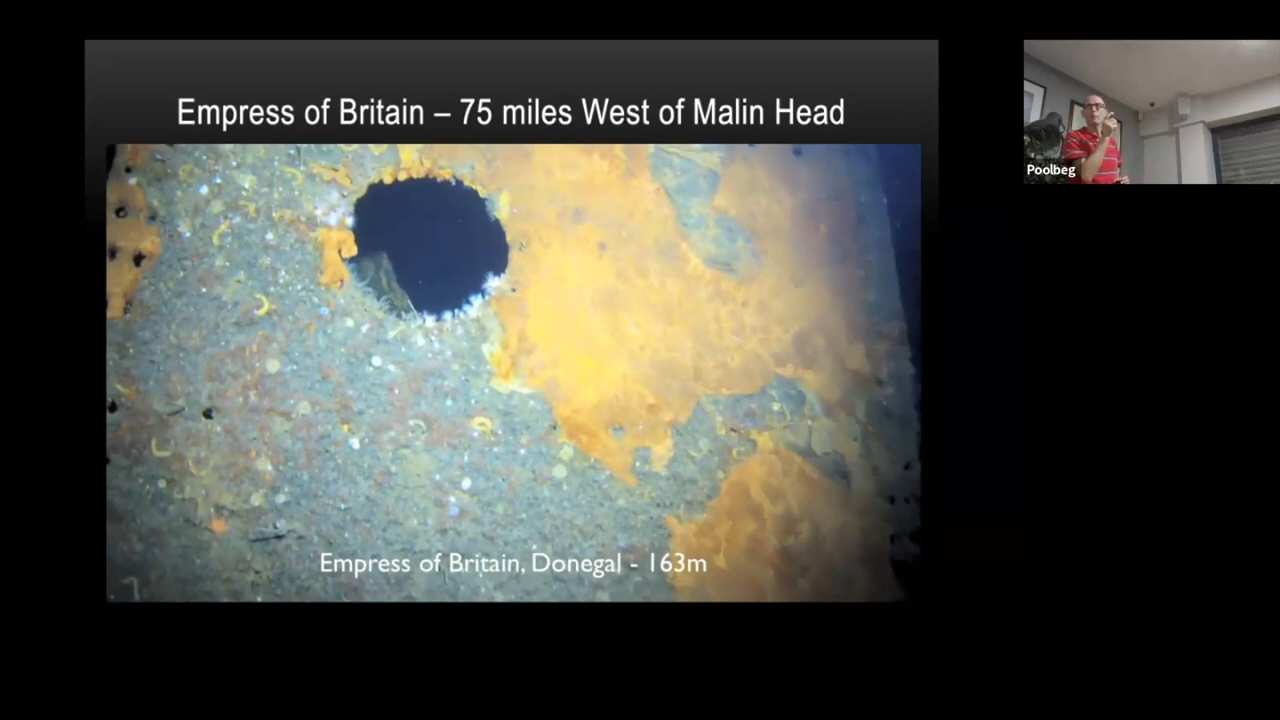 Empress of Britain – 75 miles West of Malin Head
Poolbeg
Empress of Britain, Donegal - 163m